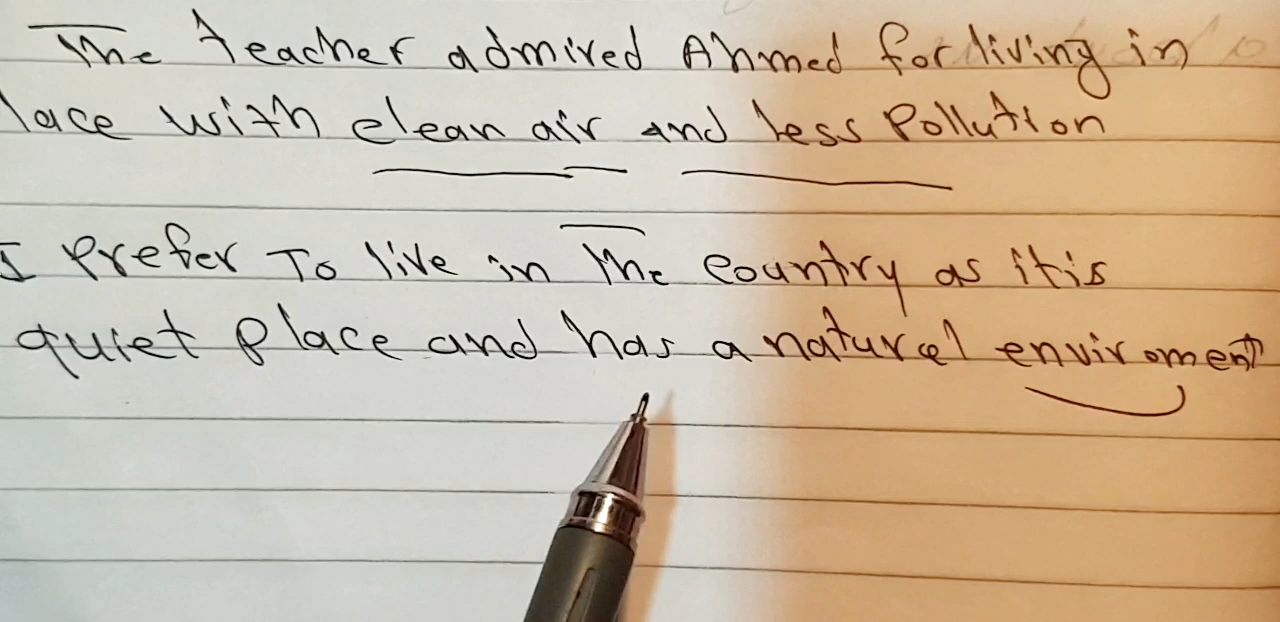 The teacher admired Ahmed for living in
lace with clean air and less Pollution
I Prefer To live in The country as it is
quiet place and has a natural enviroment